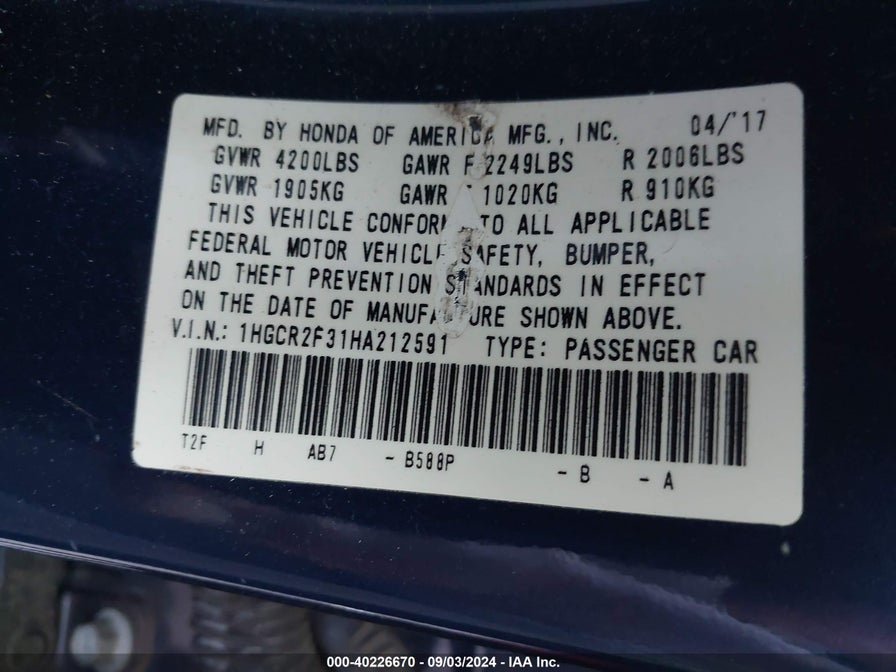 MFD. BY HONDA OF AMERICA MFG., INC. 04/'17
GVWR 4200LBS GAWR F 2249LBS R 2006LBS
GVWR 1905KG GAWR F 1020KG R 910KG
THIS VEHICLE CONFORMS TO ALL APPLICABLE
FEDERAL MOTOR VEHICLE SAFETY, BUMPER,
AND THEFT PREVENTION STANDARDS IN EFFECT
ON THE DATE OF MANUFACTURE SHOWN ABOVE.
V.I.N.: 1HGCR2F31HA212591 TYPE: PASSENGER CAR
T2F H AB7 - B588P - B - A
000-40226670 - 09/03/2024 - IAA Inc.